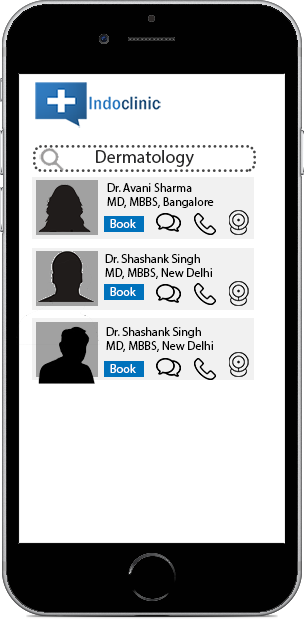 Indoclinic
Dermatology
Dr. Avani Sharma
MD, MBBS, Bangalore
Book
Dr. Shashank Singh
MD, MBBS, New Delhi
Book
Dr. Shashank Singh
MD, MBBS, New Delhi
Book